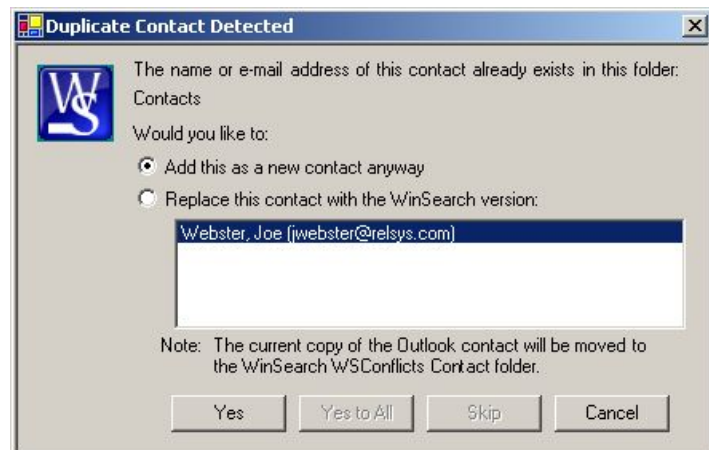 Duplicate Contact Detected
WS
The name or e-mail address of this contact already exists in this folder:
Contacts
Would you like to:
Add this as a new contact anyway
Replace this contact with the WinSearch version:
Webster, Joe (jwebster@relsys.com)
Note: The current copy of the Outlook contact will be moved to
the WinSearch WSConflicts Contact folder.
Yes Yes to All Skip Cancel